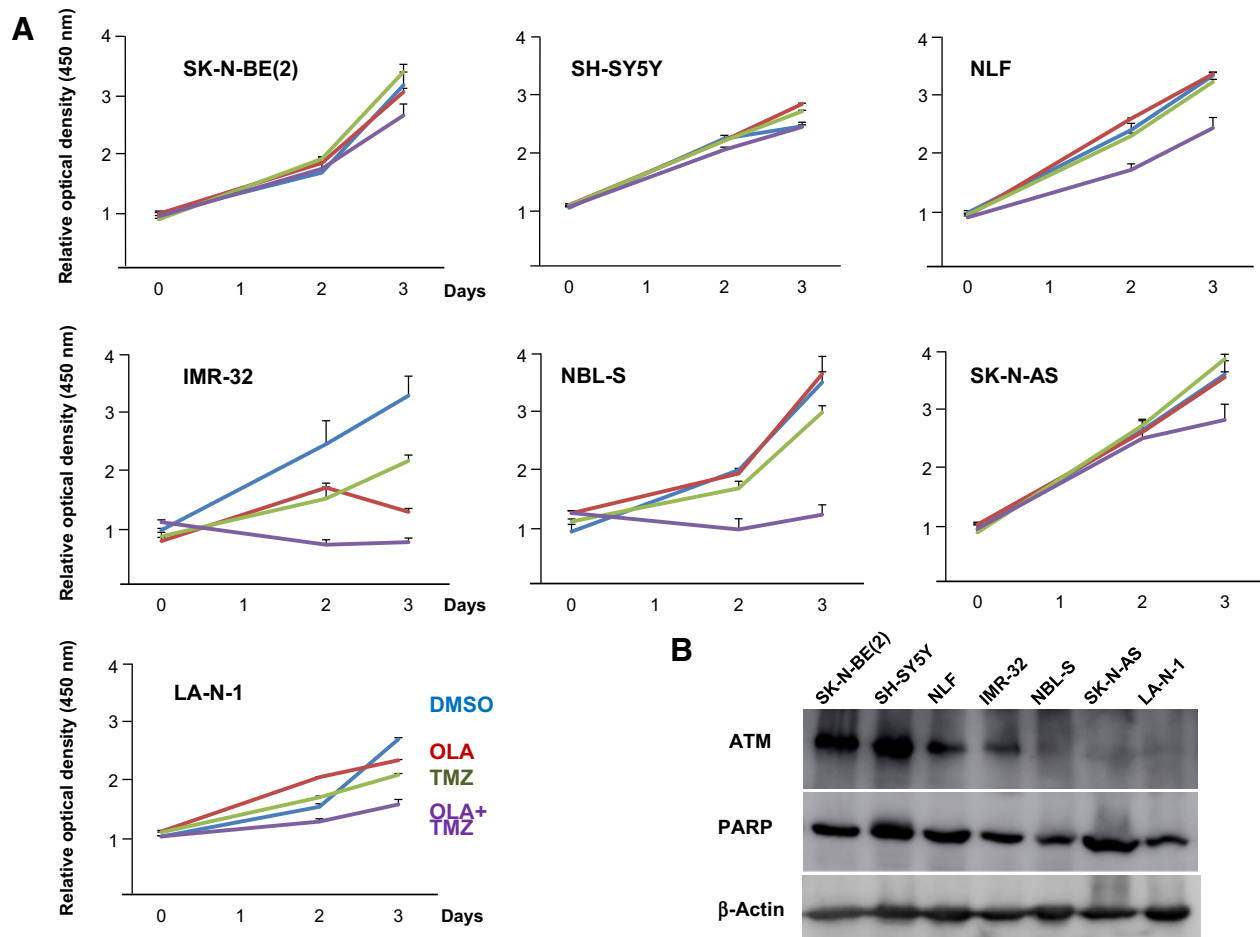 A
Relative optical density (450 nm)
4
3
2
1
SK-N-BE(2)
0 1 2 3 Days
4
3
2
1
SH-SY5Y
0 1 2 3
4
3
2
1
NLF
0 1 2 3
Relative optical density (450 nm)
4
3
2
1
IMR-32
0 1 2 3 Days
4
3
2
1
NBL-S
0 1 2 3
4
3
2
1
SK-N-AS
0 1 2 3
Relative optical density (450 nm)
4
3
2
1
LA-N-1
DMSO
OLA
TMZ
OLA+
TMZ
0 1 2 3 Days
B
SK-N-BE(2) SH-SY5Y NLF IMR-32 NBL-S SK-N-AS LA-N-1
ATM
PARP
β-Actin